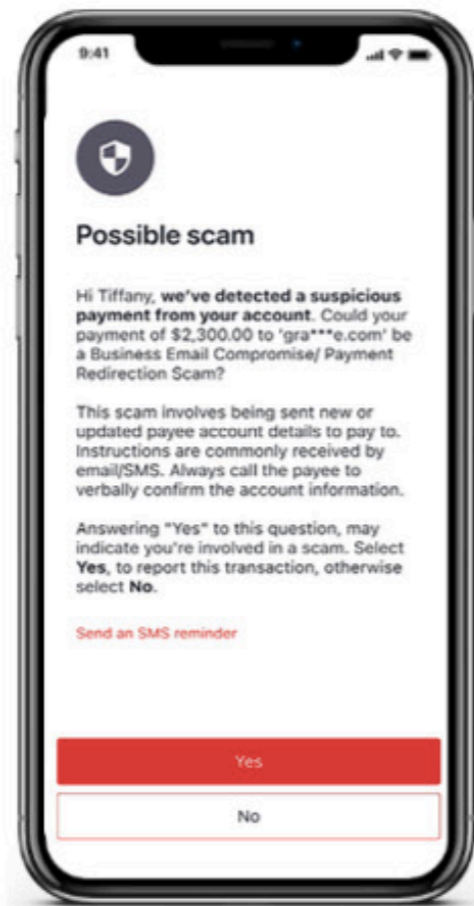 9:41
Possible scam
Hi Tiffany, we've detected a suspicious
payment from your account. Could your
payment of $2,300.00 to 'gra***e.com' be
a Business Email Compromise/ Payment
Redirection Scam?
This scam involves being sent new or
updated payee account details to pay to.
Instructions are commonly received by
email/SMS. Always call the payee to
verbally confirm the account information.
Answering "Yes" to this question, may
indicate you're involved in a scam. Select
Yes, to report this transaction, otherwise
select No.
Send an SMS reminder
Yes
No